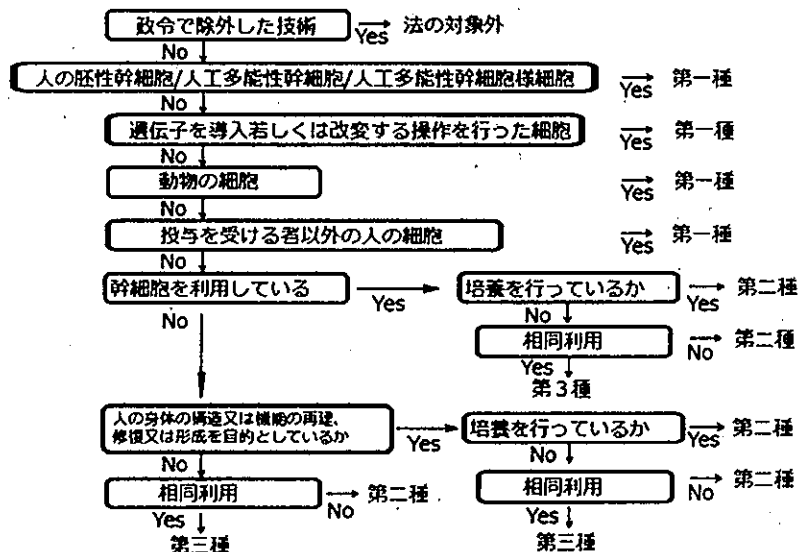 政令で除外した技術 Yes 法の対象外
No
人の胚性幹細胞/人工多能性幹細胞/人工多能性幹細胞様細胞 Yes 第一種
No
遺伝子を導入若しくは改変する操作を行った細胞 Yes 第一種
No
動物の細胞 Yes 第一種
No
投与を受ける者以外の人の細胞 Yes 第一種
No
幹細胞を利用している Yes 培養を行っているか Yes 第二種
No No
相同利用 No 第二種
Yes
第3種
人の身体の構造又は機能の再建、
修復又は形成を目的としているか Yes 培養を行っているか Yes 第二種
No No
相同利用 No 第二種 相同利用 No 第二種
Yes Yes
第三種 第三種